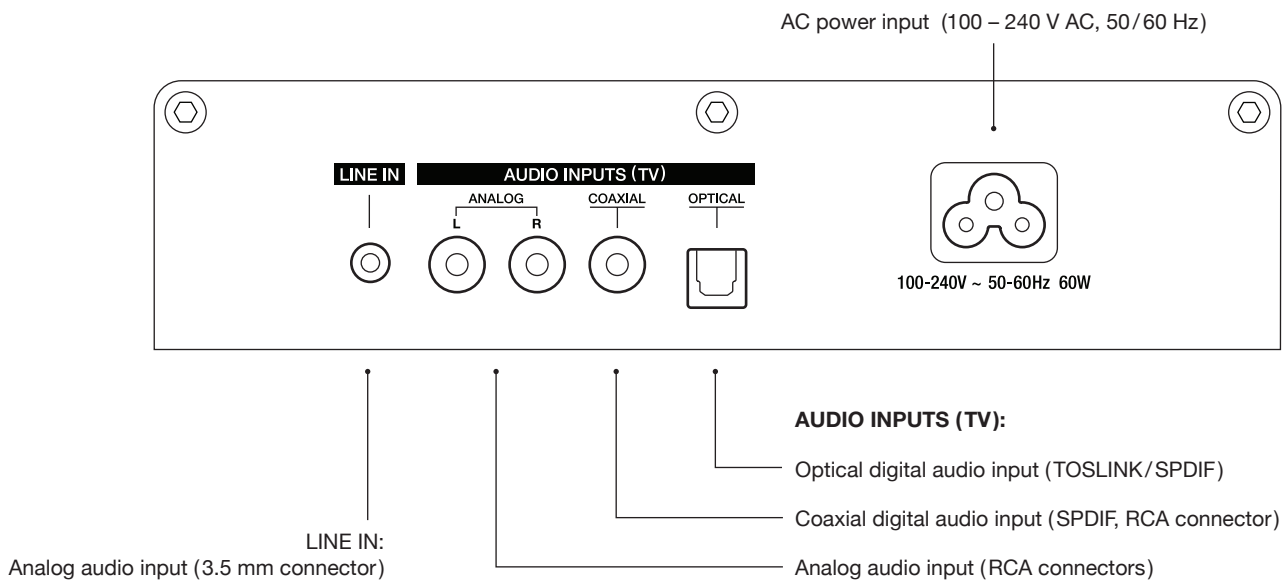 AC power input (100 – 240 V AC, 50/60 Hz)
LINE IN
AUDIO INPUTS (TV)
ANALOG
COAXIAL
OPTICAL
L
R
100-240V ~ 50-60Hz 60W
AUDIO INPUTS (TV):
Optical digital audio input (TOSLINK/SPDIF)
Coaxial digital audio input (SPDIF, RCA connector)
Analog audio input (RCA connectors)
LINE IN:
Analog audio input (3.5 mm connector)